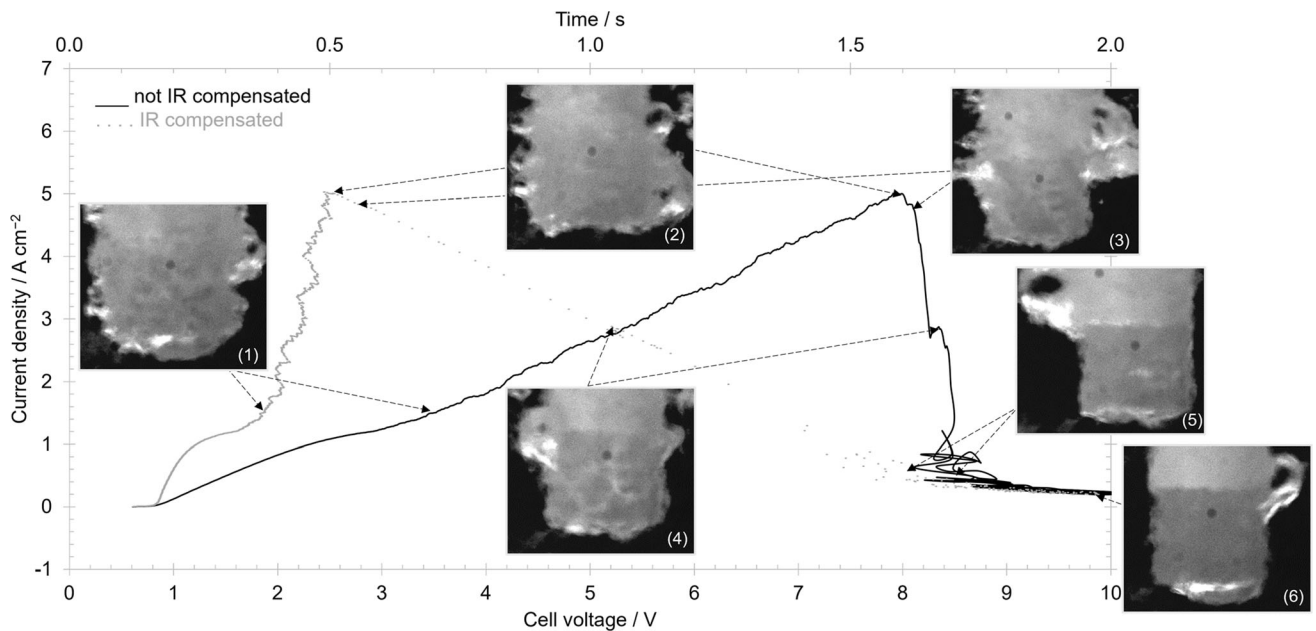 Time / s
0.0 0.5 1.0 1.5 2.0
7
6
5
4
3
2
1
0
-1
Current density / A cm⁻²
not IR compensated
IR compensated
(1)
(2)
(3)
(4)
(5)
(6)
0 1 2 3 4 5 6 7 8 9 10
Cell voltage / V